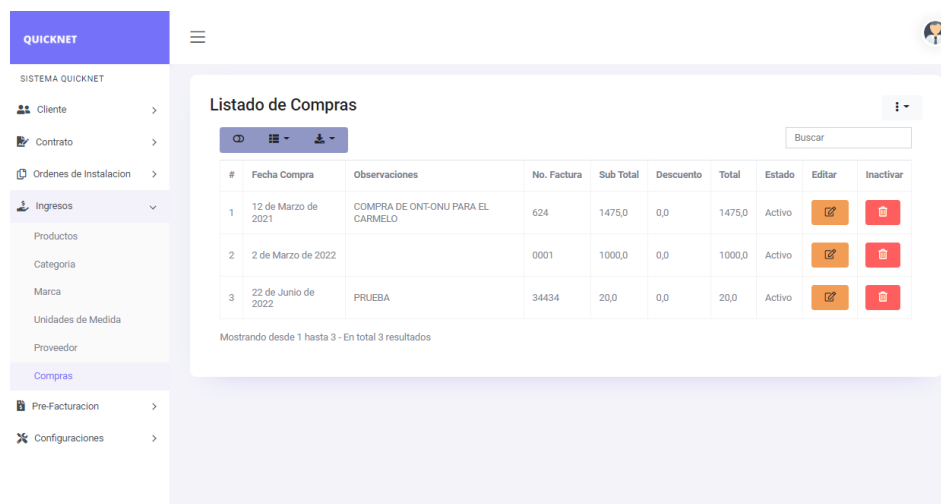 QUICKNET
SISTEMA QUICKNET
Cliente
Contrato
Ordenes de Instalacion
Ingresos
Productos
Categoria
Marca
Unidades de Medida
Proveedor
Compras
Pre-Facturacion
Configuraciones
Listado de Compras
Buscar
# Fecha Compra Observaciones No. Factura Sub Total Descuento Total Estado Editar Inactivar
1 12 de Marzo de 2021 COMPRA DE ONT-ONU PARA EL CARMELO 624 1475,0 0,0 1475,0 Activo
2 2 de Marzo de 2022 0001 1000,0 0,0 1000,0 Activo
3 22 de Junio de 2022 PRUEBA 34434 20,0 0,0 20,0 Activo
Mostrando desde 1 hasta 3 - En total 3 resultados